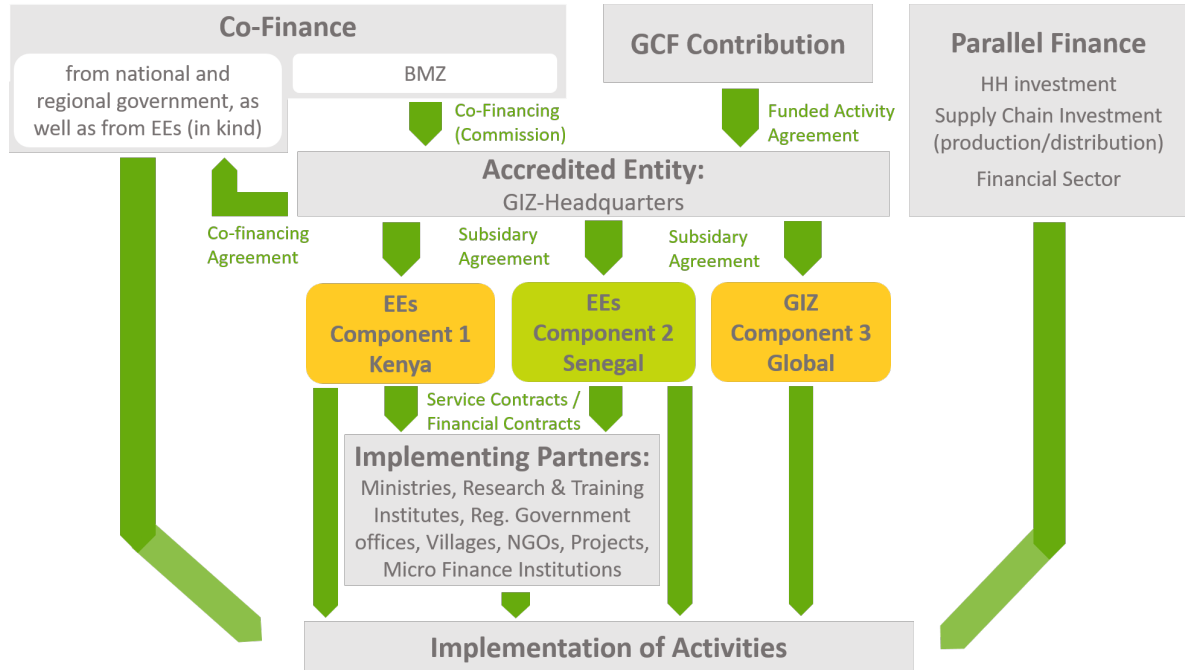 Co-Finance
from national and
regional government, as
well as from EEs (in kind)
BMZ
GCF Contribution
Parallel Finance
HH investment
Supply Chain Investment
(production/distribution)
Financial Sector
Co-Financing
(Commission)
Funded Activity
Agreement
Accredited Entity:
GIZ-Headquarters
Co-financing
Agreement
Subsidary
Agreement
Subsidary
Agreement
EEs
Component 1
Kenya
EEs
Component 2
Senegal
GIZ
Component 3
Global
Service Contracts /
Financial Contracts
Implementing Partners:
Ministries, Research & Training
Institutes, Reg. Government
offices, Villages, NGOs, Projects,
Micro Finance Institutions
Implementation of Activities